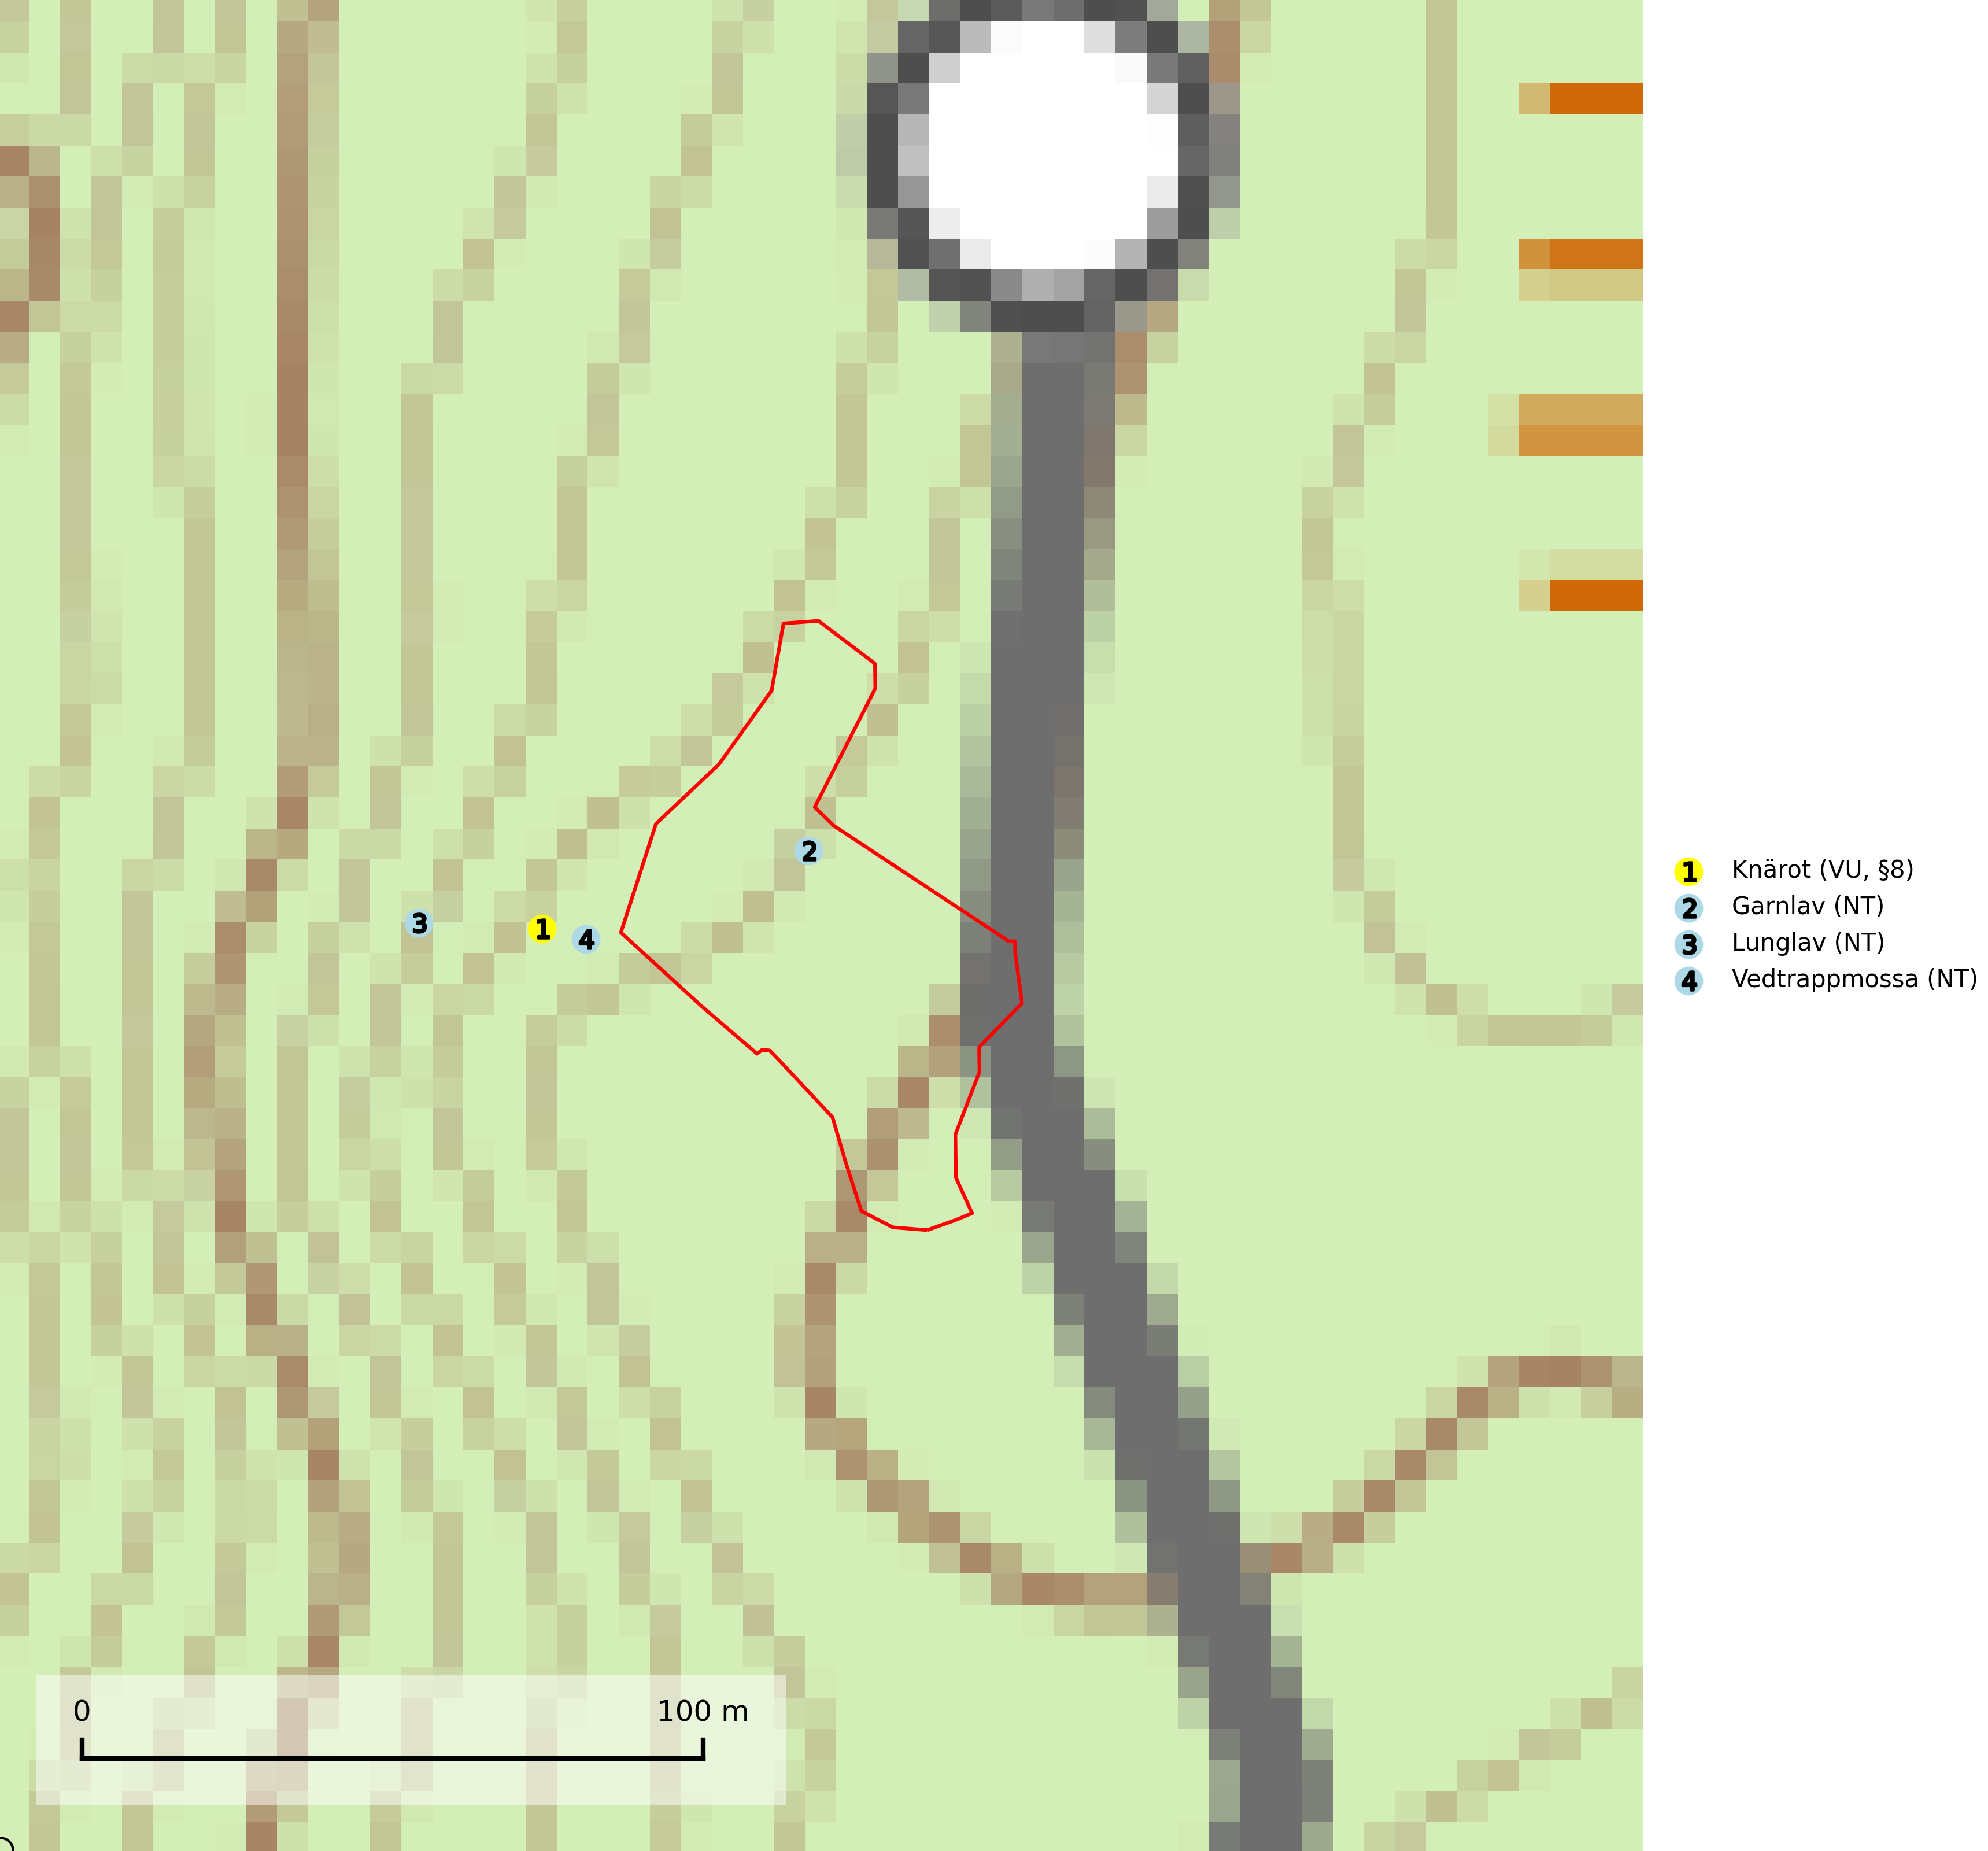 2
3
1
4
1 Knärot (VU, §8)
2 Garnlav (NT)
3 Lunglav (NT)
4 Vedtrappmossa (NT)
0 100 m